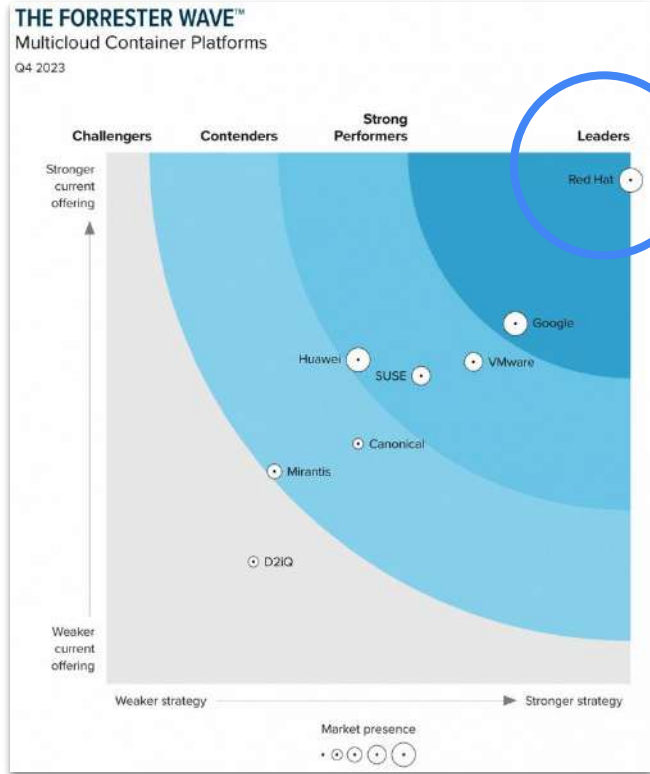 THE FORRESTER WAVE™
Multicloud Container Platforms
Q4 2023
Challengers
Contenders
Strong
Performers
Leaders
Stronger
current
offering
Red Hat
Google
Huawei
VMware
SUSE
Canonical
Mirantis
D2iQ
Weaker
current
offering
Weaker strategy
Stronger strategy
Market presence